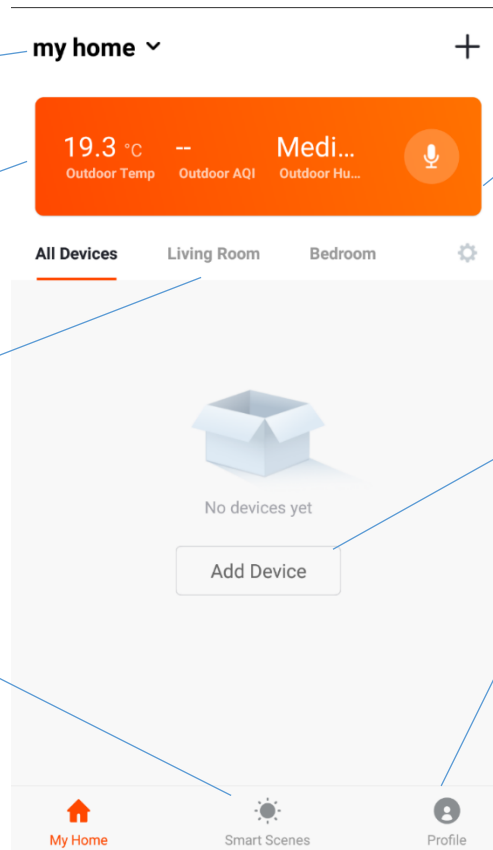 my home
19.3 °C -- Medi...
Outdoor Temp Outdoor AQI Outdoor Hu...
All Devices Living Room Bedroom
No devices yet
Add Device
My Home Smart Scenes Profile